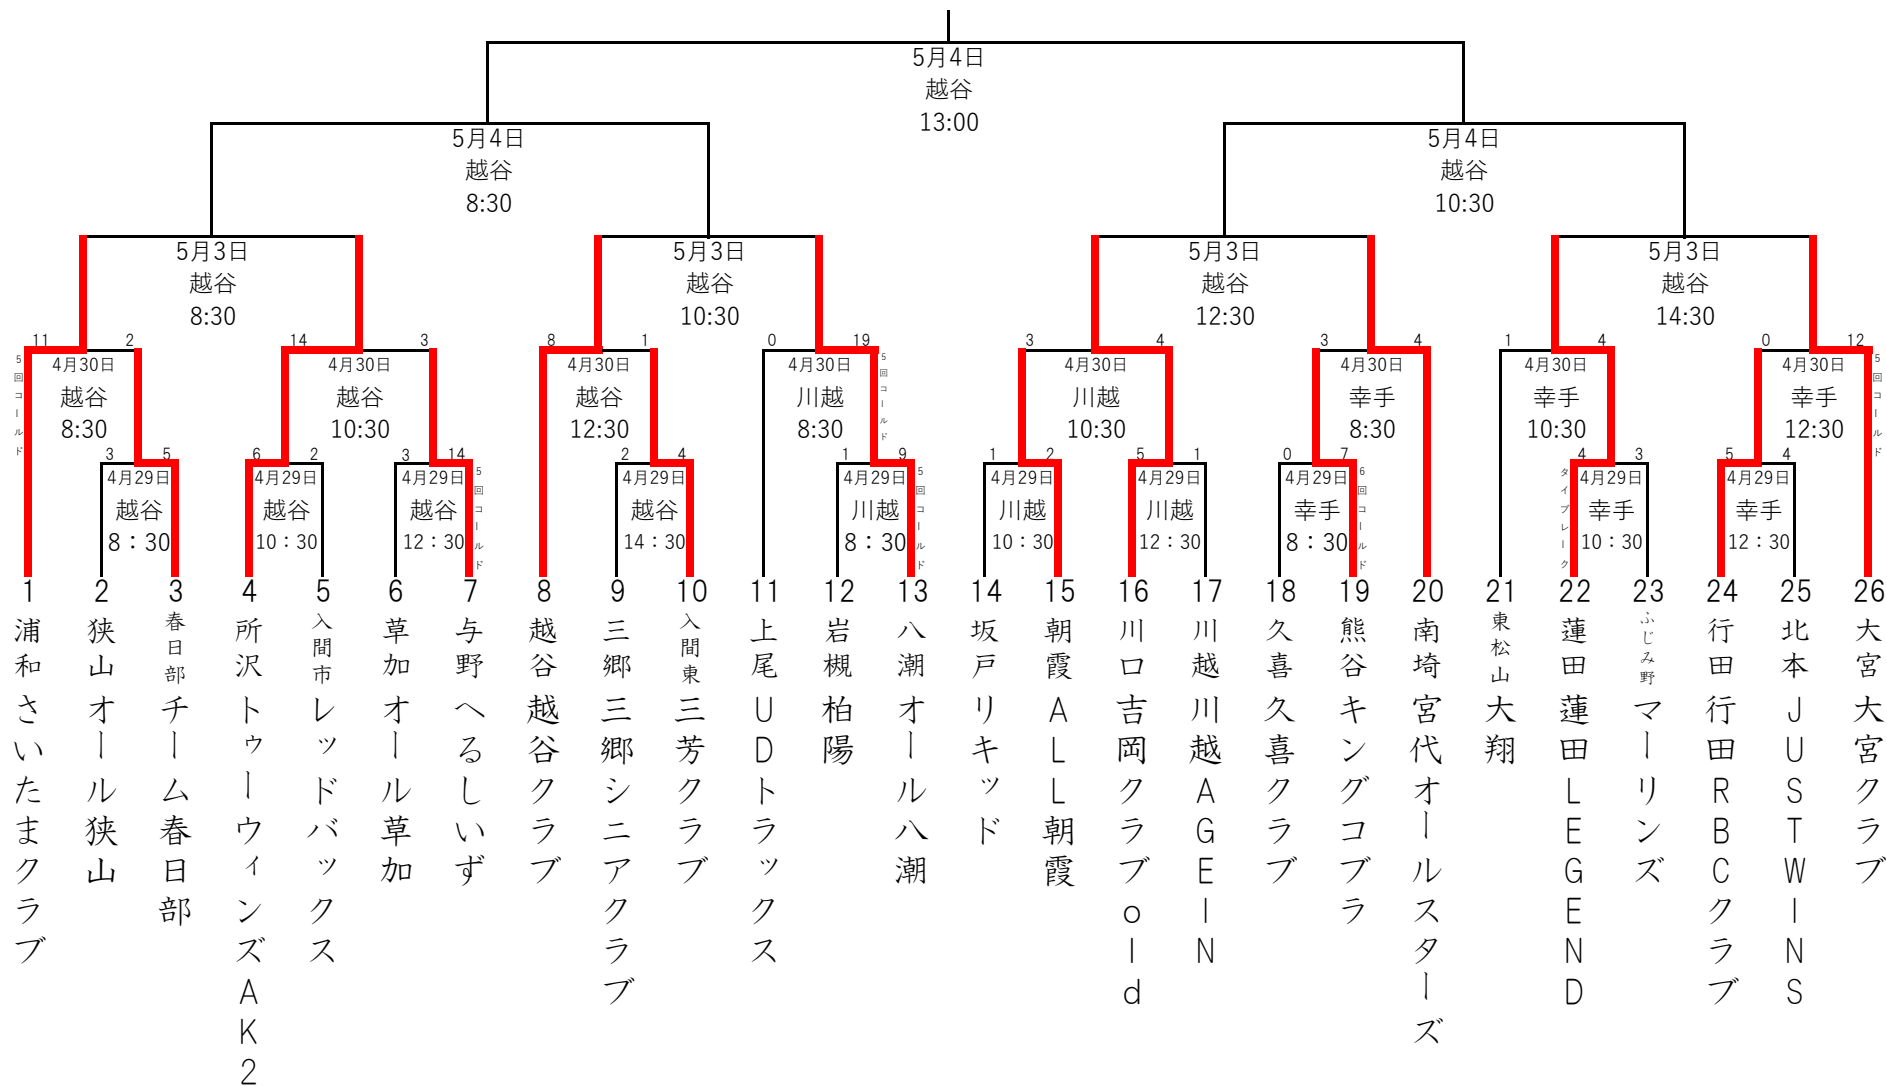 5月4日
越谷
13:00
5月4日
越谷
8:30
5月4日
越谷
10:30
5月3日
越谷
8:30
5月3日
越谷
10:30
5月3日
越谷
12:30
5月3日
越谷
14:30
11 2
4月30日
越谷
8:30
5回コールド
14 3
4月30日
越谷
10:30
8 1
4月30日
越谷
12:30
0 19
4月30日
川越
8:30
5回コールド
3 4
4月30日
川越
10:30
3 4
4月30日
幸手
8:30
1 4
4月30日
幸手
10:30
0 12
4月30日
幸手
12:30
5回コールド
3 5
4月29日
越谷
8：30
6 2
4月29日
越谷
10：30
3 14
4月29日
越谷
12：30
5回コールド
2 4
4月29日
越谷
14：30
1 9
4月29日
川越
8：30
5回コールド
1 2
4月29日
川越
10：30
5 1
4月29日
川越
12：30
0 7
4月29日
幸手
8：30
6回コールド
4 3
4月29日
幸手
10：30
タイブレーク
5 4
4月29日
幸手
12：30
1 浦和 さいたまクラブ
2 狭山 オール狭山
3 春日部 チーム春日部
4 所沢 トゥーウィンズAK2
5 入間市 レッドバックス
6 草加 オール草加
7 与野 へるしいず
8 越谷 越谷クラブ
9 三郷 三郷シニアクラブ
10 入間東 三芳クラブ
11 上尾 UDトラックス
12 岩槻 柏陽
13 八潮 オール八潮
14 坂戸 リキッド
15 朝霞 ALL朝霞
16 川口 吉岡クラブold
17 川越 川越AGEIN
18 久喜 久喜クラブ
19 熊谷 キングコブラ
20 南埼 宮代オールスターズ
21 東松山 大翔
22 蓮田 蓮田LEGEND
23 ふじみ野 マーリンズ
24 行田 行田RBCクラブ
25 北本 JUSTWINS
26 大宮 大宮クラブ